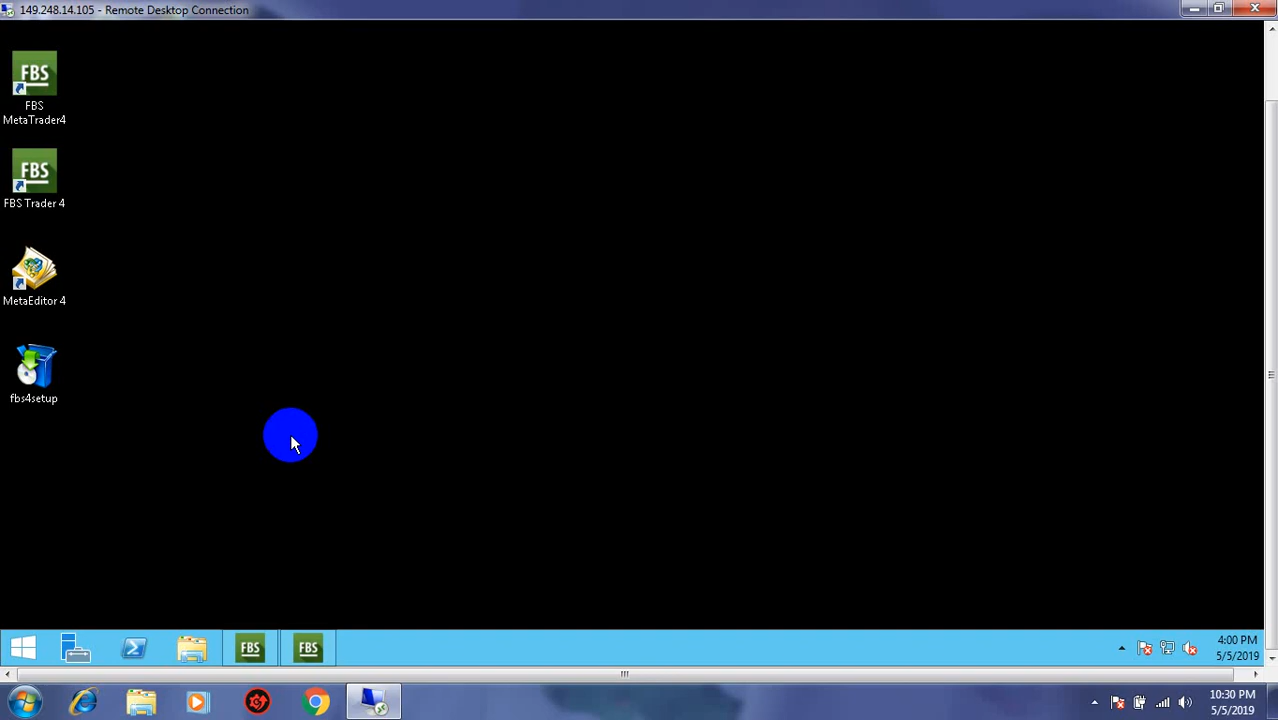 149.248.14.105 - Remote Desktop Connection
FBS
FBS
MetaTrader4
FBS
FBS Trader 4
MetaEditor 4
fbs4setup
FBS
FBS
4:00 PM
5/5/2019
10:30 PM
5/5/2019